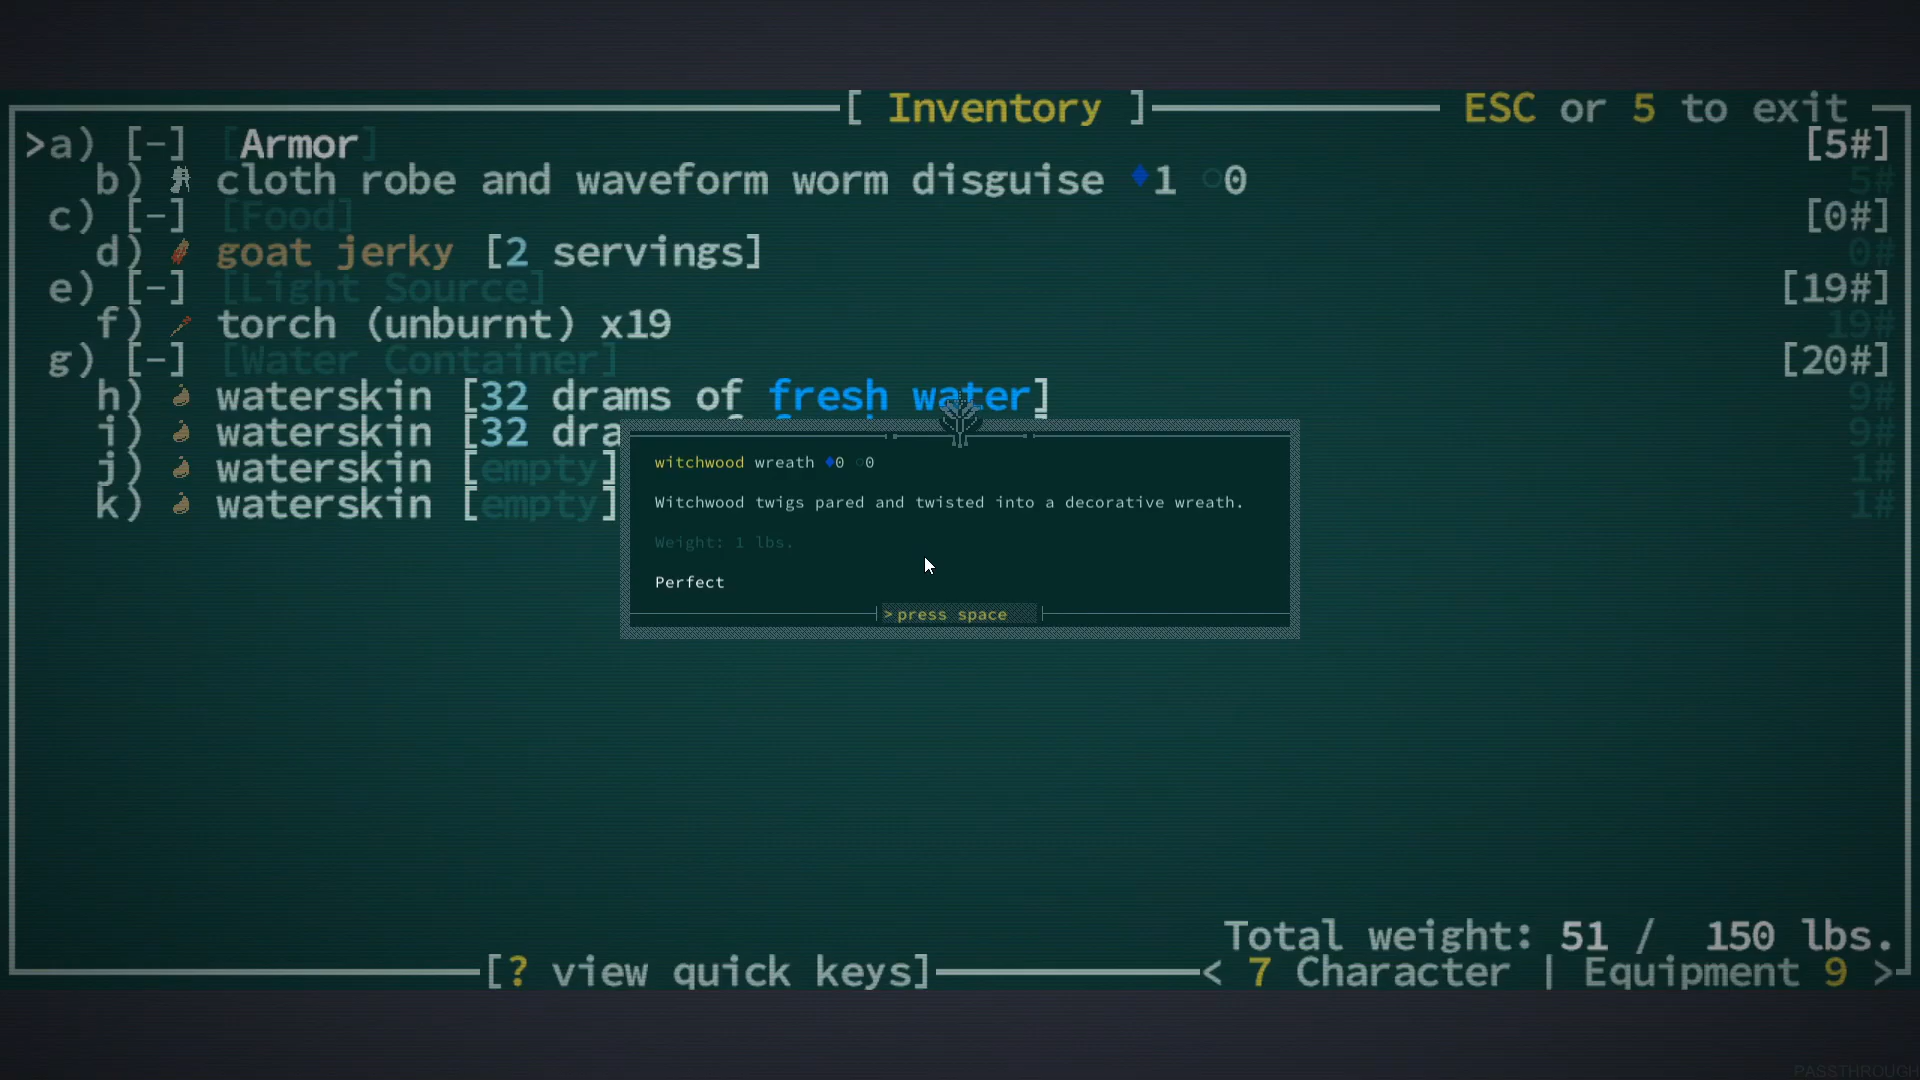 [ Inventory ] ESC or 5 to exit
>a) [-] [Armor] [5#]
b) cloth robe and waveform worm disguise ♦1 ○0 5#
c) [-] [Food] [0#]
d) goat jerky [2 servings] 0#
e) [-] [Light Source] [19#]
f) torch (unburnt) x19 19#
g) [-] [Water Container] [20#]
h) waterskin [32 drams of fresh water] 9#
i) waterskin [32 dra 9#
j) waterskin [empty] 1#
k) waterskin [empty] 1#
witchwood wreath ♦0 ○0
Witchwood twigs pared and twisted into a decorative wreath.
Weight: 1 lbs.
Perfect
>press space
Total weight: 51 / 150 lbs.
[? view quick keys] < 7 Character | Equipment 9 >
PASSTHROUGH